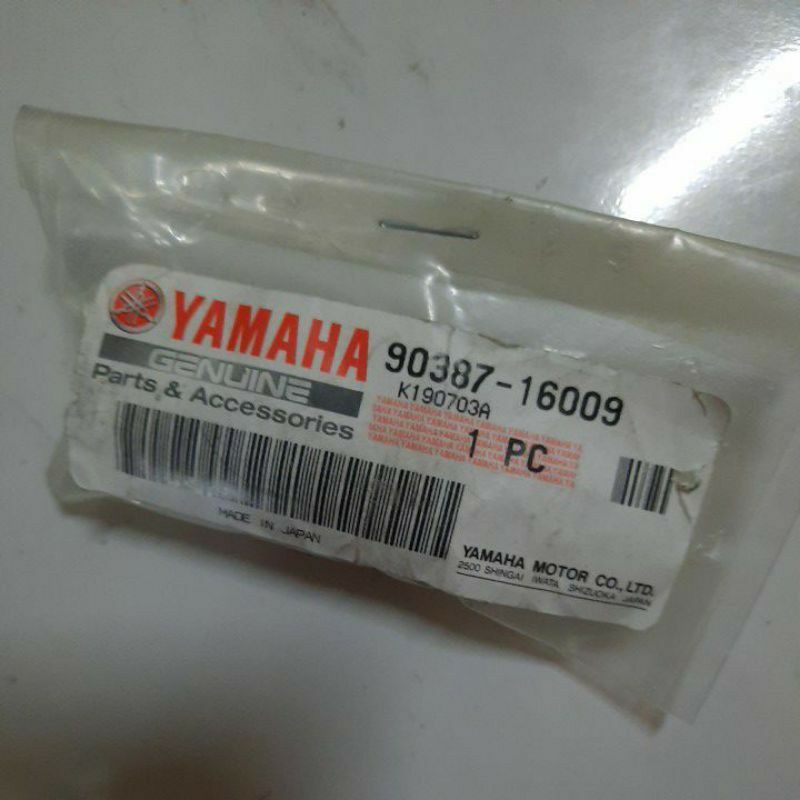 YAMAHA
GENUINE
Parts & Accessories
90387-16009
K190703A
1 PC
MADE IN JAPAN
YAMAHA MOTOR CO., LTD.
2500 SHINGAI IWATA SHIZUOKA JAPAN